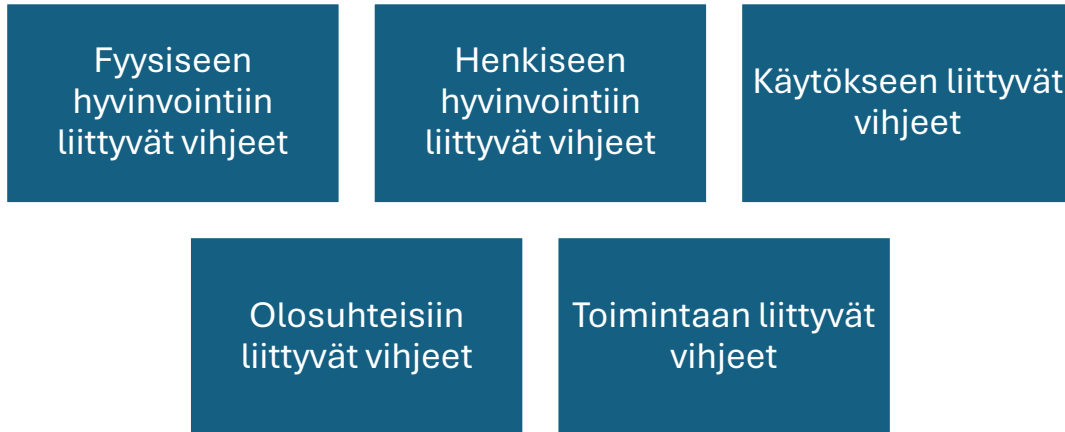 Fyysiseen
hyvinvointiin
liittyvät vihjeet
Henkiseen
hyvinvointiin
liittyvät vihjeet
Käytökseen liittyvät
vihjeet
Olosuhteisiin
liittyvät vihjeet
Toimintaan liittyvät
vihjeet